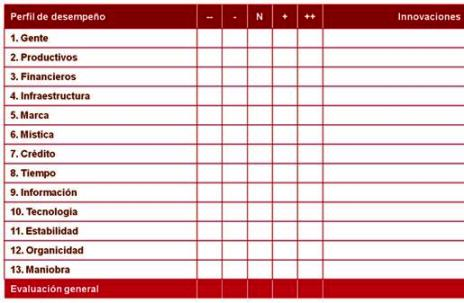 Perfil de desempeño -- - N + ++ Innovaciones
1. Gente
2. Productivos
3. Financieros
4. Infraestructura
5. Marca
6. Mística
7. Crédito
8. Tiempo
9. Información
10. Tecnología
11. Estabilidad
12. Organicidad
13. Maniobra
Evaluación general